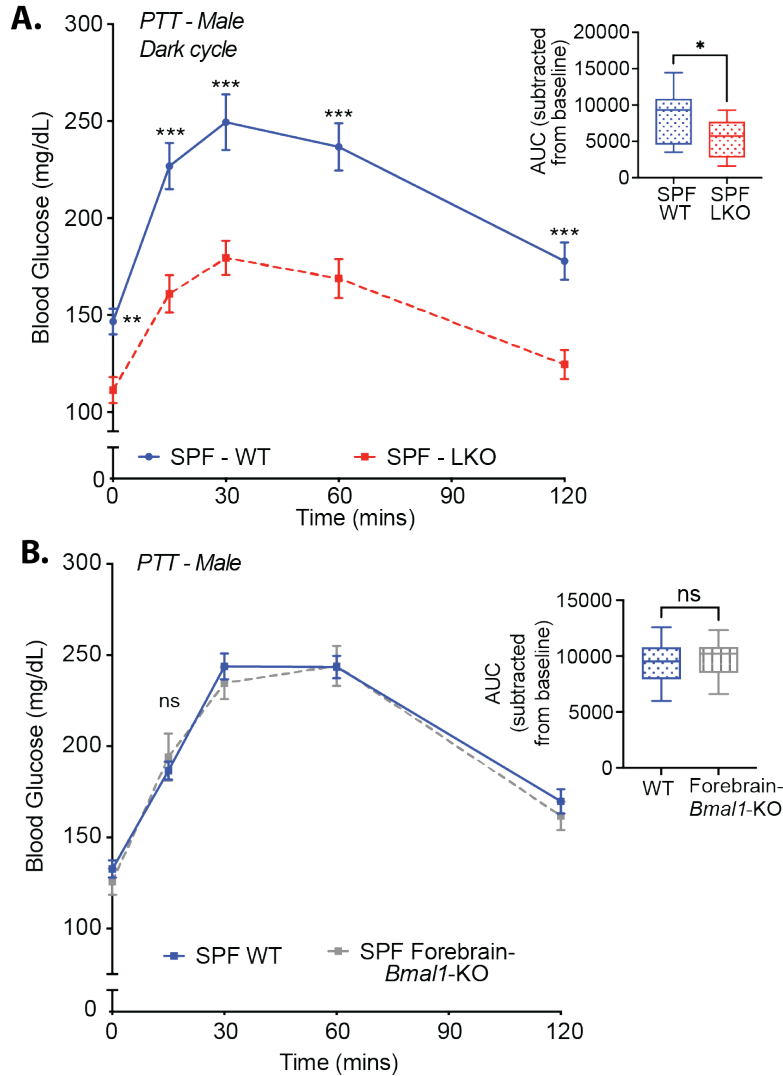 A.
PTT - Male
Dark cycle
300
250
200
150
100
0
Blood Glucose (mg/dL)
***
***
***
***
**
SPF - WT
SPF - LKO
0
30
60
90
120
Time (mins)
20000
15000
10000
5000
0
AUC (subtracted
from baseline)
*
SPF
WT
SPF
LKO
B.
PTT - Male
300
250
200
150
100
0
Blood Glucose (mg/dL)
ns
SPF WT
SPF Forebrain-
Bmal1-KO
0
30
60
90
120
Time (mins)
15000
10000
5000
0
AUC
(subtracted
from baseline)
ns
WT
Forebrain-
Bmal1-KO